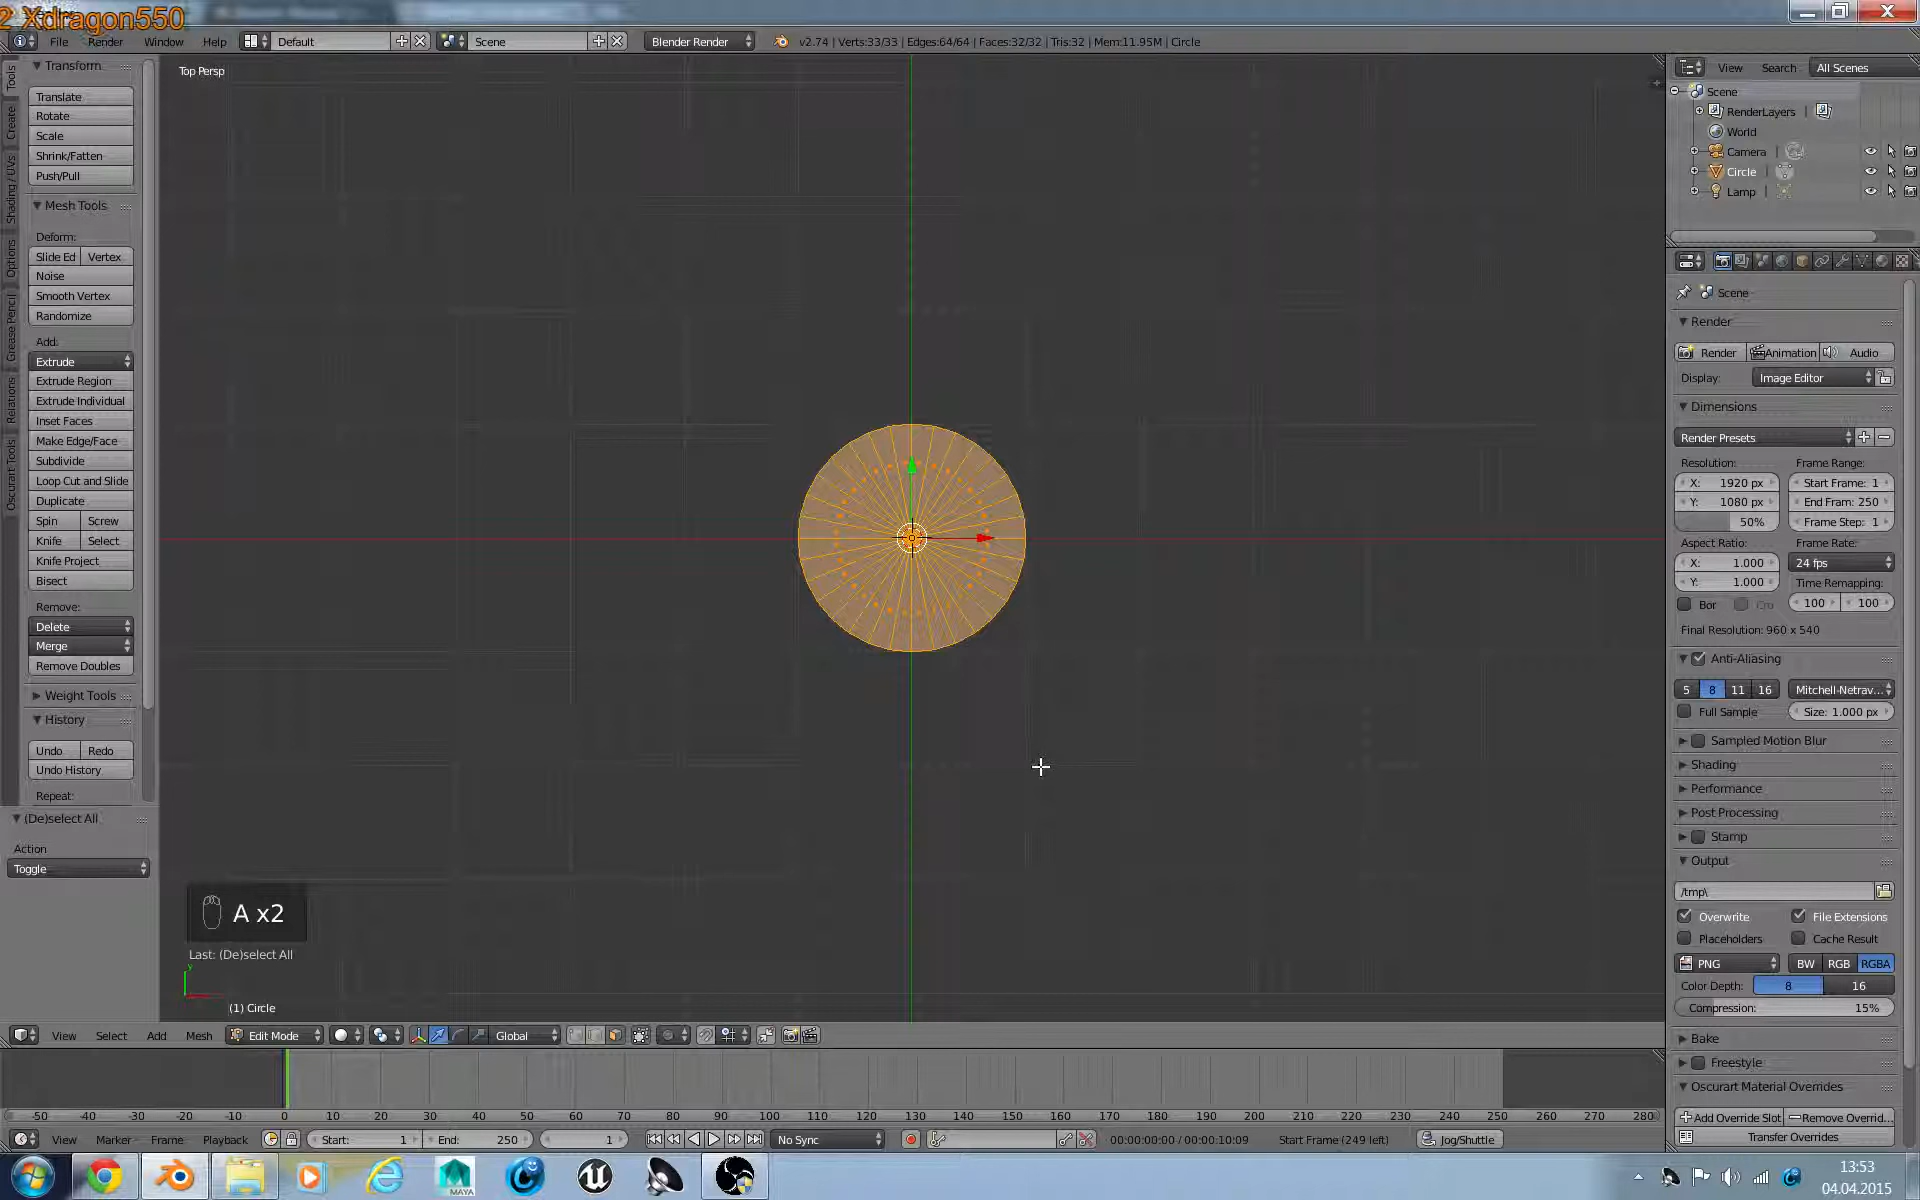 2 Xdragon550
File Render Window Help Default Scene Blender Render v2.74 | Verts:33/33 | Edges:64/64 | Faces:32/32 | Tris:32 | Mem:11.95M | Circle
Tools
Create
Shading / UVs
Options
Grease Pencil
Relations
Oscurart Tools
Transform
Translate
Rotate
Scale
Shrink/Fatten
Push/Pull
Mesh Tools
Deform:
Slide Ed Vertex
Noise
Smooth Vertex
Randomize
Add:
Extrude
Extrude Region
Extrude Individual
Inset Faces
Make Edge/Face
Subdivide
Loop Cut and Slide
Duplicate
Spin Screw
Knife Select
Knife Project
Bisect
Remove:
Delete
Merge
Remove Doubles
Weight Tools
History
Undo Redo
Undo History
Repeat:
(De)select All
Action
Toggle
Top Persp
A x2
Last: (De)select All
y
(1) Circle
View Select Add Mesh Edit Mode Global
View Search All Scenes
Scene
RenderLayers |
World
Camera |
Circle |
Lamp |
Scene
Render
Render Animation Audio
Display: Image Editor
Dimensions
Render Presets
Resolution: Frame Range:
X: 1920 px Start Frame: 1
Y: 1080 px End Fram: 250
50% Frame Step: 1
Aspect Ratio: Frame Rate:
X: 1.000 24 fps
Y: 1.000 Time Remapping:
Bor Cro 100 100
Final Resolution: 960 x 540
Anti-Aliasing
5 8 11 16 Mitchell-Netrav...
Full Sample Size: 1.000 px
Sampled Motion Blur
Shading
Performance
Post Processing
Stamp
Output
/tmp\
Overwrite File Extensions
Placeholders Cache Result
PNG BW RGB RGBA
Color Depth: 8 16
Compression: 15%
Bake
Freestyle
Oscurart Material Overrides
Add Override Slot Remove Overrid...
Transfer Overrides
-50 -40 -30 -20 -10 0 10 20 30 40 50 60 70 80 90 100 110 120 130 140 150 160 170 180 190 200 210 220 230 240 250 260 270 280
View Marker Frame Playback Start: 1 End: 250 1 No Sync 00:00:00:00 / 00:00:10:09 Start Frame (249 left) Jog/Shuttle
MAYA
13:53
04.04.2015